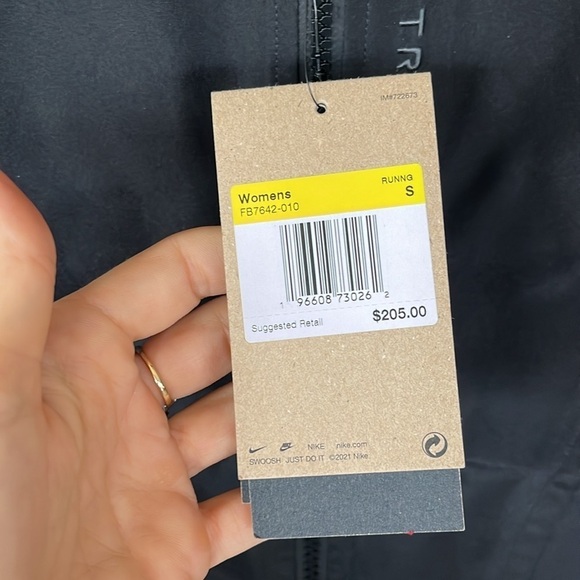 TR
IM#722673
Womens RUNNG
FB7642-010 S
1 96608 73026 2
Suggested Retail $205.00
NIKE nike.com
SWOOSH JUST DO IT ©2021 Nike